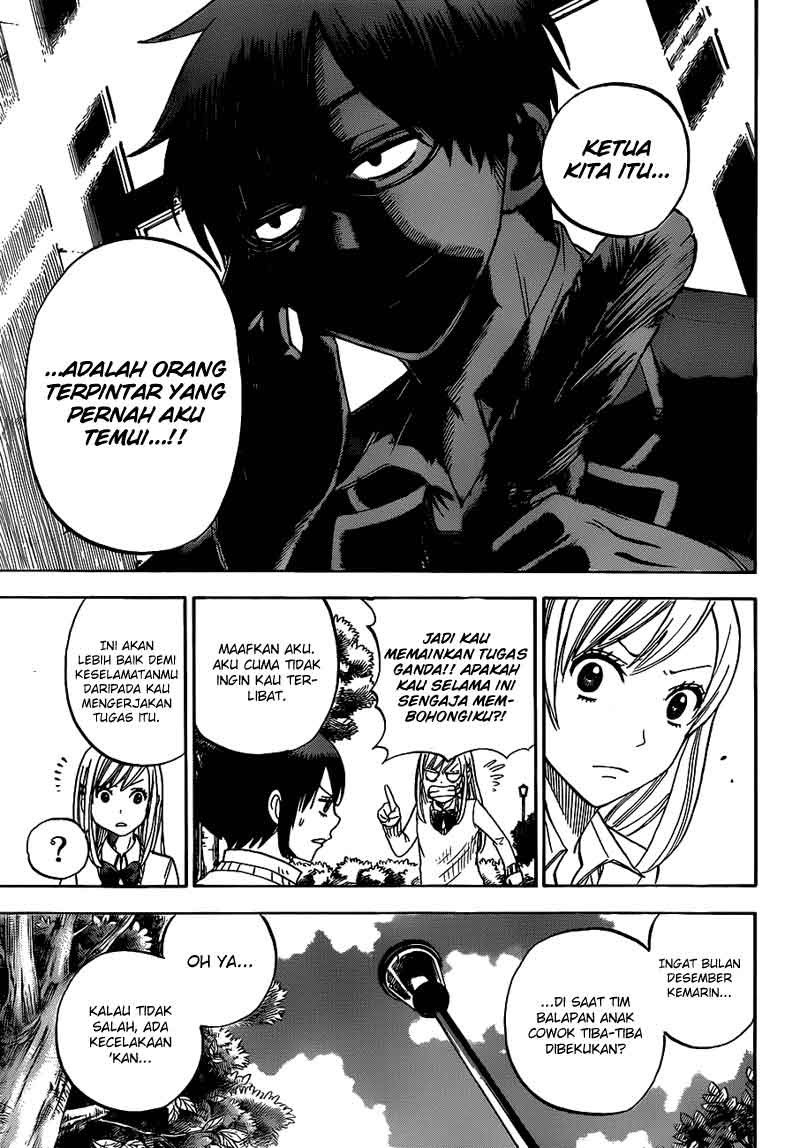 KETUA
KITA ITU...
...ADALAH ORANG
TERPINTAR YANG
PERNAH AKU
TEMUI...!!
JADI KAU
MEMAINKAN TUGAS
GANDA!! APAKAH
KAU SELAMA INI
SENGAJA MEM-
BOHONGIKU?!
MAAFKAN AKU.
AKU CUMA TIDAK
INGIN KAU TER-
LIBAT.
INI AKAN
LEBIH BAIK DEMI
KESELAMATANMU
DARIPADA KAU
MENGERJAKAN
TUGAS ITU.
?
INGAT BULAN
DESEMBER
KEMARIN...
...DI SAAT TIM
BALAPAN ANAK
COWOK TIBA-TIBA
DIBEKUKAN?
OH YA...
KALAU TIDAK
SALAH, ADA
KECELAKAAN
'KAN...